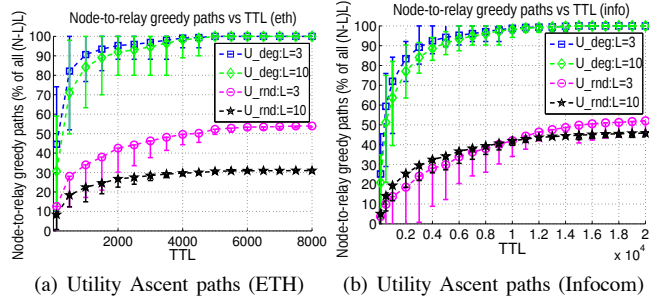 Node-to-relay greedy paths vs TTL (eth)
Node-to-relay greedy paths (% of all (N-L)L)
100
90
80
70
60
50
40
30
20
10
0
U_deg:L=3
U_deg:L=10
U_rnd:L=3
U_rnd:L=10
2000 4000 6000 8000
TTL
(a) Utility Ascent paths (ETH)
Node-to-relay greedy paths vs TTL (info)
Node-to-relay greedy paths (% of all (N-L)L)
100
90
80
70
60
50
40
30
20
10
0
U_deg:L=3
U_deg:L=10
U_rnd:L=3
U_rnd:L=10
0.2 0.4 0.6 0.8 1 1.2 1.4 1.6 1.8 2
TTL
x 10^4
(b) Utility Ascent paths (Infocom)